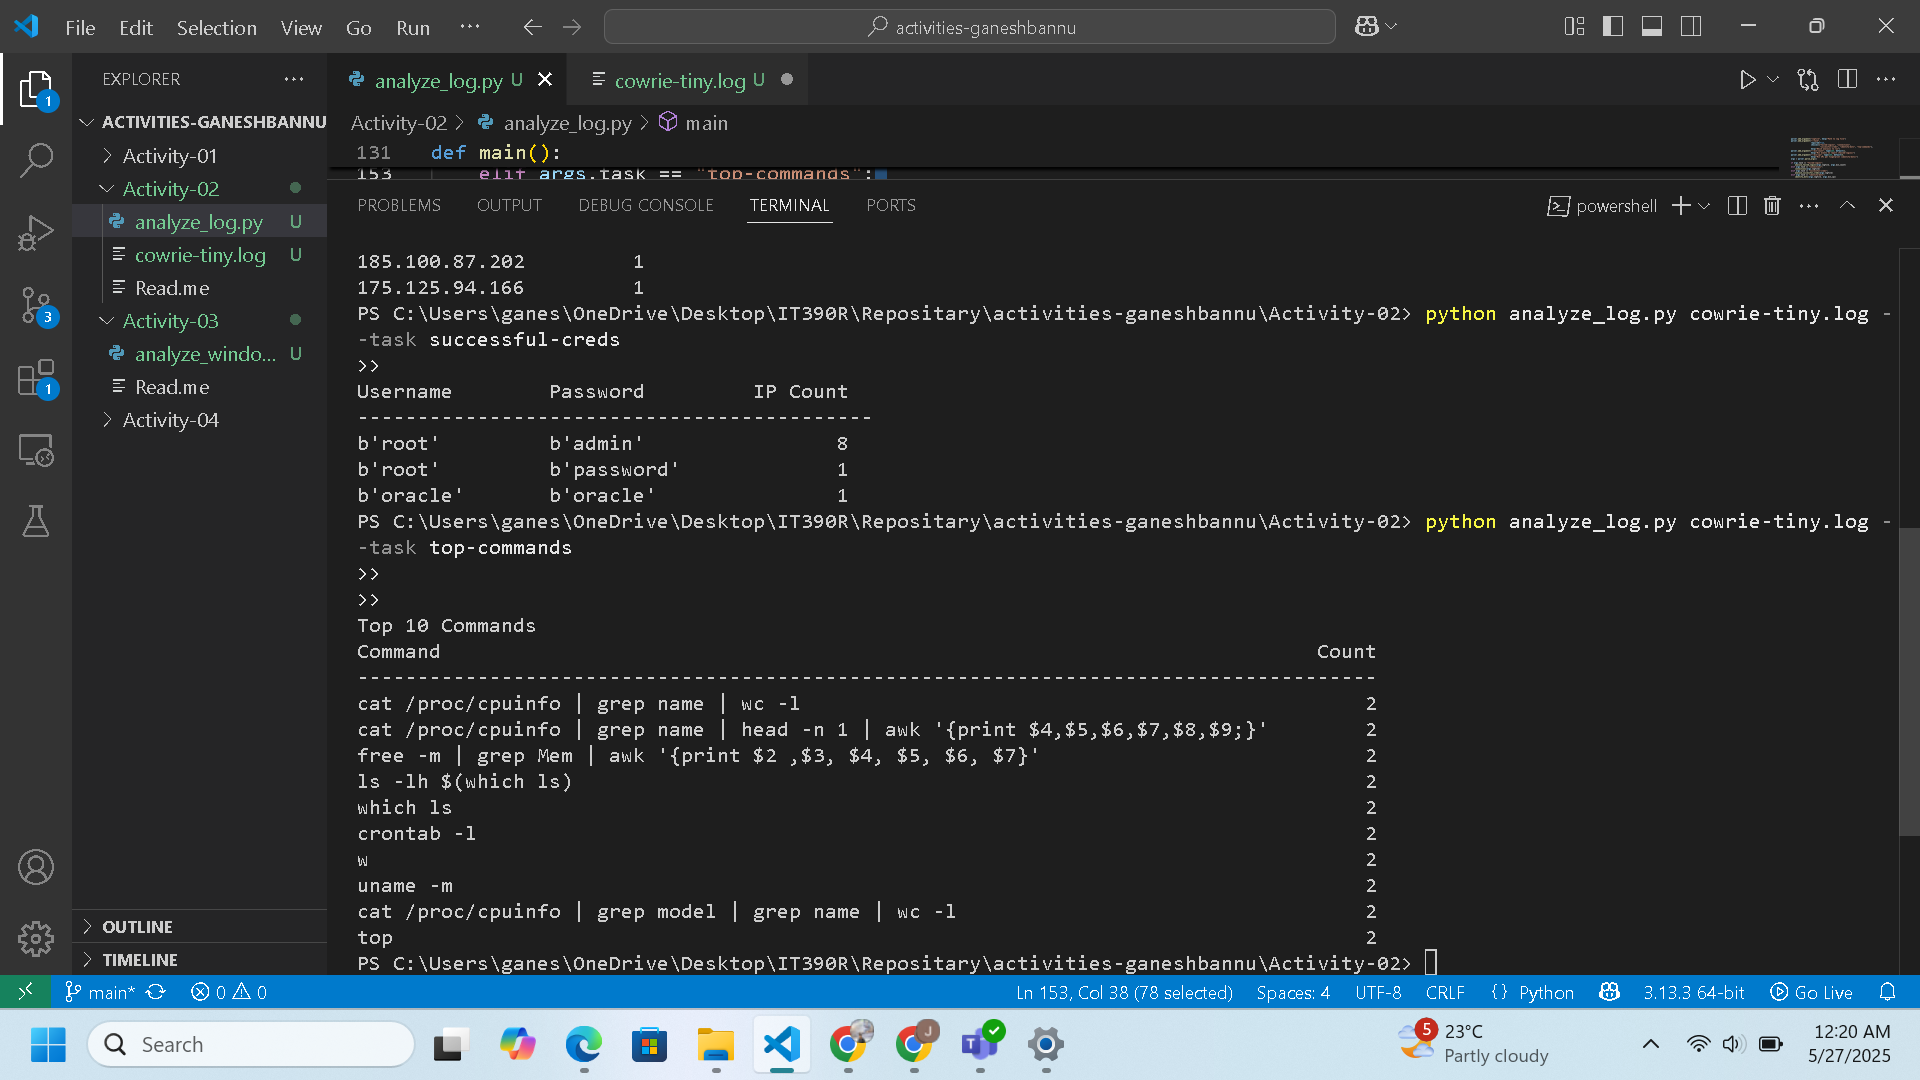 File Edit Selection View Go Run ···
activities-ganeshbannu
EXPLORER ···
ACTIVITIES-GANESHBANNU
Activity-01
Activity-02
analyze_log.py U
cowrie-tiny.log U
Read.me
Activity-03
analyze_windo... U
Read.me
Activity-04
OUTLINE
TIMELINE
1
3
1
analyze_log.py U
cowrie-tiny.log U
Activity-02 > analyze_log.py > main
131 def main():
153 elif args.task == "top-commands":
PROBLEMS OUTPUT DEBUG CONSOLE TERMINAL PORTS
powershell
185.100.87.202 1
175.125.94.166 1
PS C:\Users\ganes\OneDrive\Desktop\IT390R\Repositary\activities-ganeshbannu\Activity-02> python analyze_log.py cowrie-tiny.log -
-task successful-creds
>>
Username Password IP Count
-------------------------------------------
b'root' b'admin' 8
b'root' b'password' 1
b'oracle' b'oracle' 1
PS C:\Users\ganes\OneDrive\Desktop\IT390R\Repositary\activities-ganeshbannu\Activity-02> python analyze_log.py cowrie-tiny.log -
-task top-commands
>>
>>
Top 10 Commands
Command Count
-------------------------------------------------------------------------------------
cat /proc/cpuinfo | grep name | wc -l 2
cat /proc/cpuinfo | grep name | head -n 1 | awk '{print $4,$5,$6,$7,$8,$9;}' 2
free -m | grep Mem | awk '{print $2 ,$3, $4, $5, $6, $7}' 2
ls -lh $(which ls) 2
which ls 2
crontab -l 2
w 2
uname -m 2
cat /proc/cpuinfo | grep model | grep name | wc -l 2
top 2
PS C:\Users\ganes\OneDrive\Desktop\IT390R\Repositary\activities-ganeshbannu\Activity-02>
main* 0 0 Ln 153, Col 38 (78 selected) Spaces: 4 UTF-8 CRLF {} Python 3.13.3 64-bit Go Live
Search
J
T
5
23°C
Partly cloudy
12:20 AM
5/27/2025